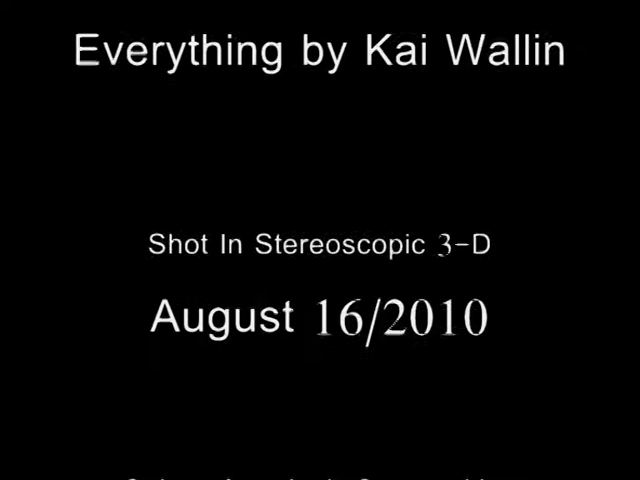 Everything by Kai Wallin
Shot In Stereoscopic 3-D
August 16/2010